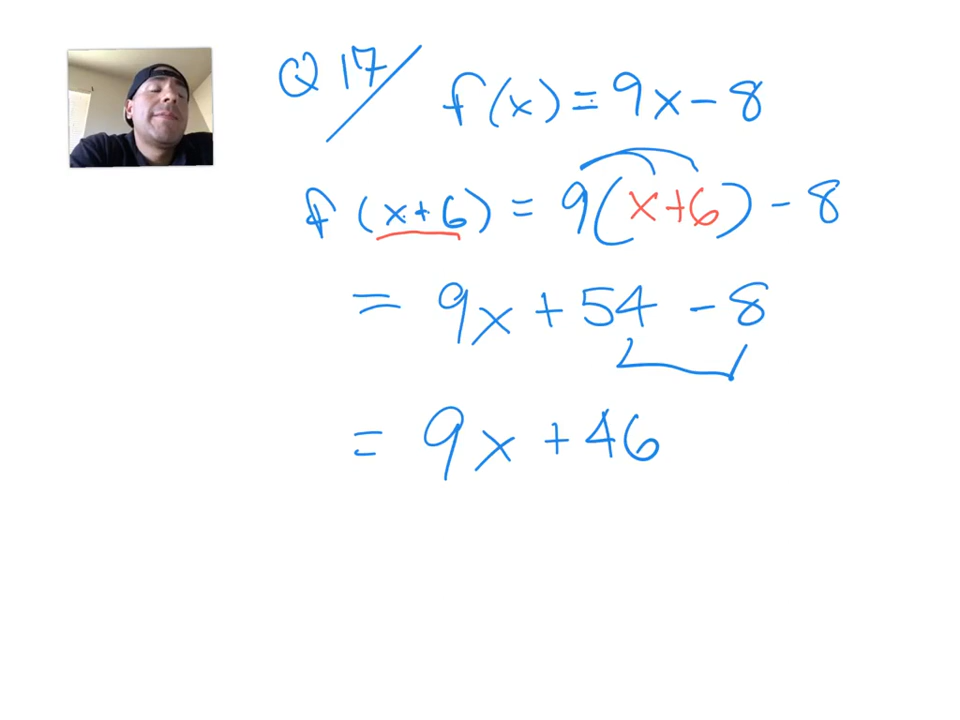 Q 17/ f(x) = 9x - 8
f(x+6) = 9(x+6) - 8
= 9x + 54 - 8
= 9x + 46